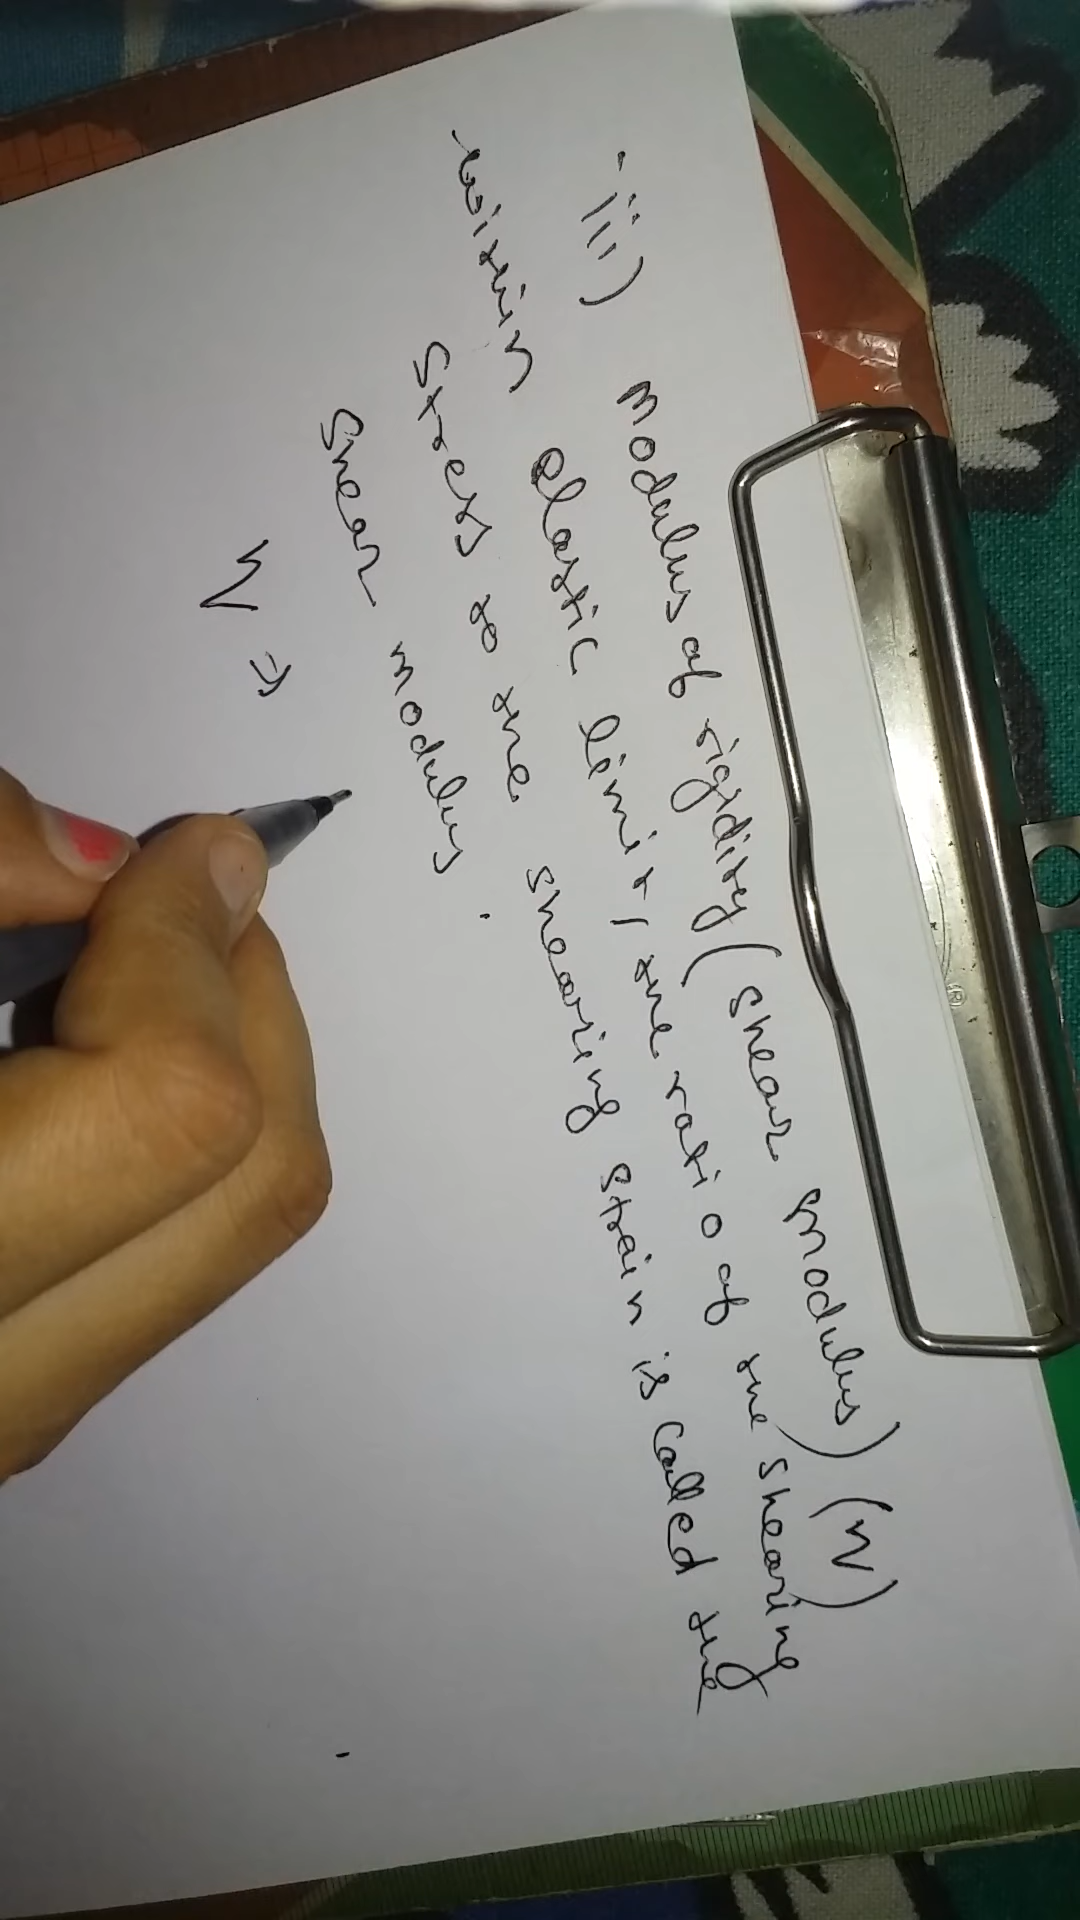 iii) Modulus of rigidity (shear modulus) (η)
within elastic limit, the ratio of the shearing
stress to the shearing strain is called the
shear modulus.
η ⇒
®